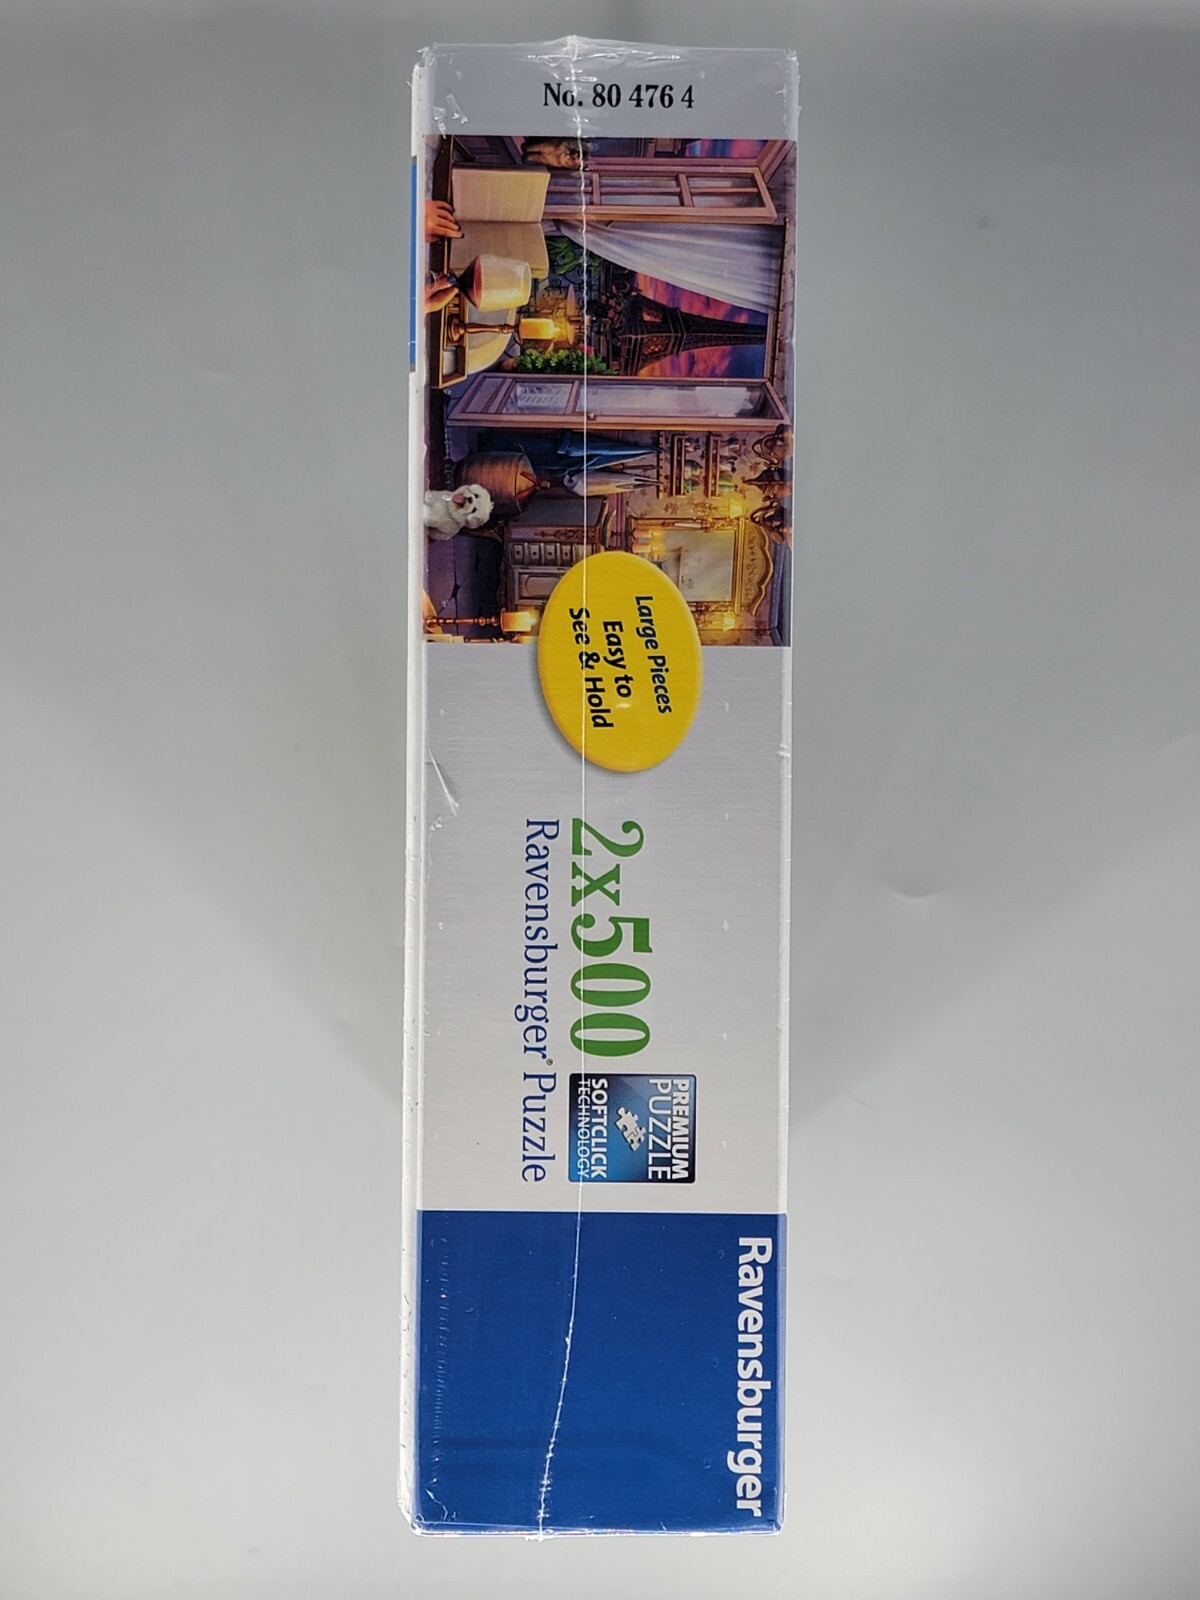 No. 80 476 4
Large Pieces
Easy to
See & Hold
2x500
Ravensburger® Puzzle
PREMIUM
PUZZLE
SOFTCLICK
TECHNOLOGY
Ravensburger